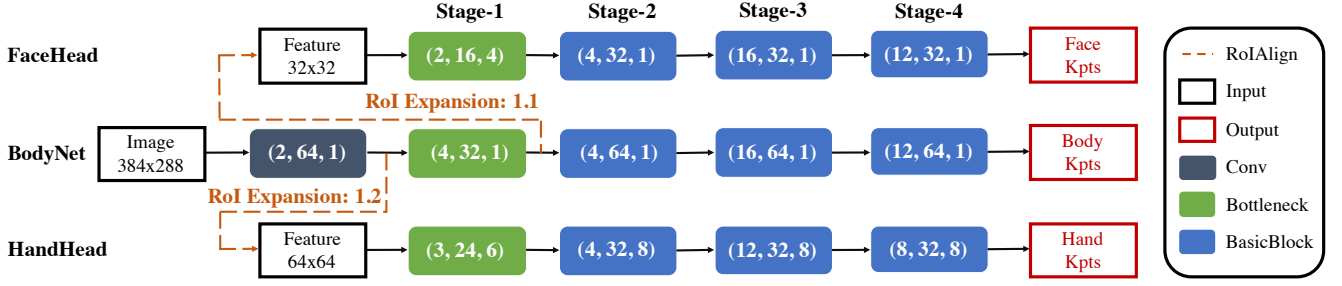 Stage-1 Stage-2 Stage-3 Stage-4
FaceHead
Feature
32x32
(2, 16, 4)
(4, 32, 1)
(16, 32, 1)
(12, 32, 1)
Face
Kpts
RoI Expansion: 1.1
BodyNet
Image
384x288
(2, 64, 1)
(4, 32, 1)
(4, 64, 1)
(16, 64, 1)
(12, 64, 1)
Body
Kpts
RoI Expansion: 1.2
HandHead
Feature
64x64
(3, 24, 6)
(4, 32, 8)
(12, 32, 8)
(8, 32, 8)
Hand
Kpts
RoIAlign
Input
Output
Conv
Bottleneck
BasicBlock